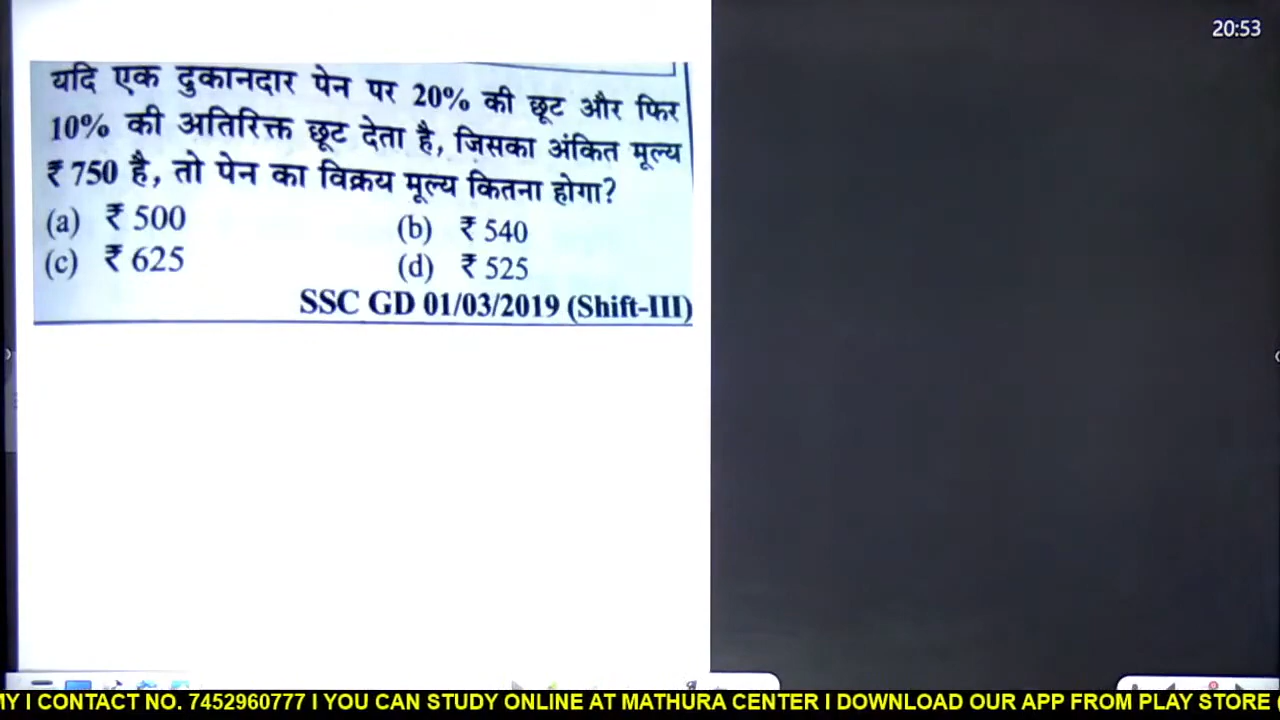 20:53
यदि एक दुकानदार पेन पर 20% की छूट और फिर
10% की अतिरिक्त छूट देता है, जिसका अंकित मूल्य
₹ 750 है, तो पेन का विक्रय मूल्य कितना होगा?
(a) ₹ 500 (b) ₹ 540
(c) ₹ 625 (d) ₹ 525
SSC GD 01/03/2019 (Shift-III)
MY I CONTACT NO. 7452960777 I YOU CAN STUDY ONLINE AT MATHURA CENTER I DOWNLOAD OUR APP FROM PLAY STORE